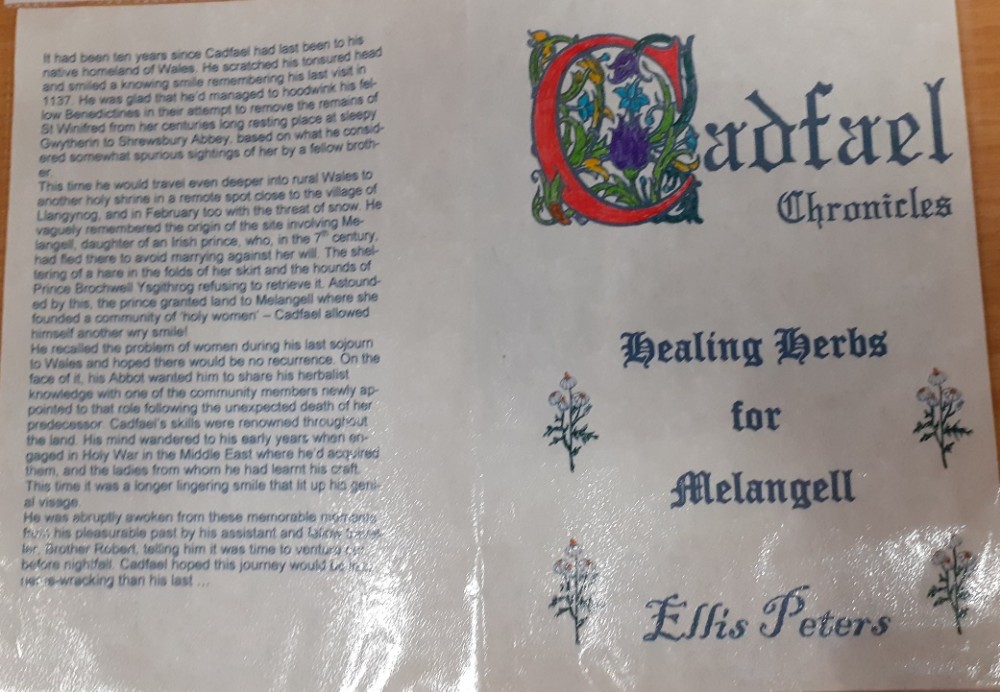 It had been ten years since Cadfael had last been to his
native homeland of Wales. He scratched his tonsured head
and smiled a knowing smile remembering his last visit in
1137. He was glad that he'd managed to hoodwink his fel-
low Benedictines in their attempt to remove the remains of
St Winifred from her centuries long resting place at sleepy
Gwytherin to Shrewsbury Abbey, based on what he consid-
ered somewhat spurious sightings of her by a fellow broth-
er.
This time he would travel even deeper into rural Wales to
another holy shrine in a remote spot close to the village of
Llangynog, and in February too with the threat of snow. He
vaguely remembered the origin of the site involving Me-
langell, daughter of an Irish prince, who, in the 7th century,
had fled there to avoid marrying against her will. The shel-
tering of a hare in the folds of her skirt and the hounds of
Prince Brochwell Ysgithrog refusing to retrieve it. Astound-
ed by this, the prince granted land to Melangell where she
founded a community of 'holy women' – Cadfael allowed
himself another wry smile!
He recalled the problem of women during his last sojourn
to Wales and hoped there would be no recurrence. On the
face of it, his Abbot wanted him to share his herbalist
knowledge with one of the community members newly ap-
pointed to that role following the unexpected death of her
predecessor. Cadfael's skills were renowned throughout
the land. His mind wandered to his early years when en-
gaged in Holy War in the Middle East where he'd acquired
them, and the ladies from whom he had learnt his craft.
This time it was a longer lingering smile that lit up his geni-
al visage.
He was abruptly awoken from these memorable moments
from his pleasurable past by his assistant and fellow travel-
ler, Brother Robert, telling him it was time to venture
before nightfall. Cadfael hoped this journey would be
nerve-wracking than his last ...
Cadfael
Chronicles
Healing Herbs
for
Melangell
Ellis Peters